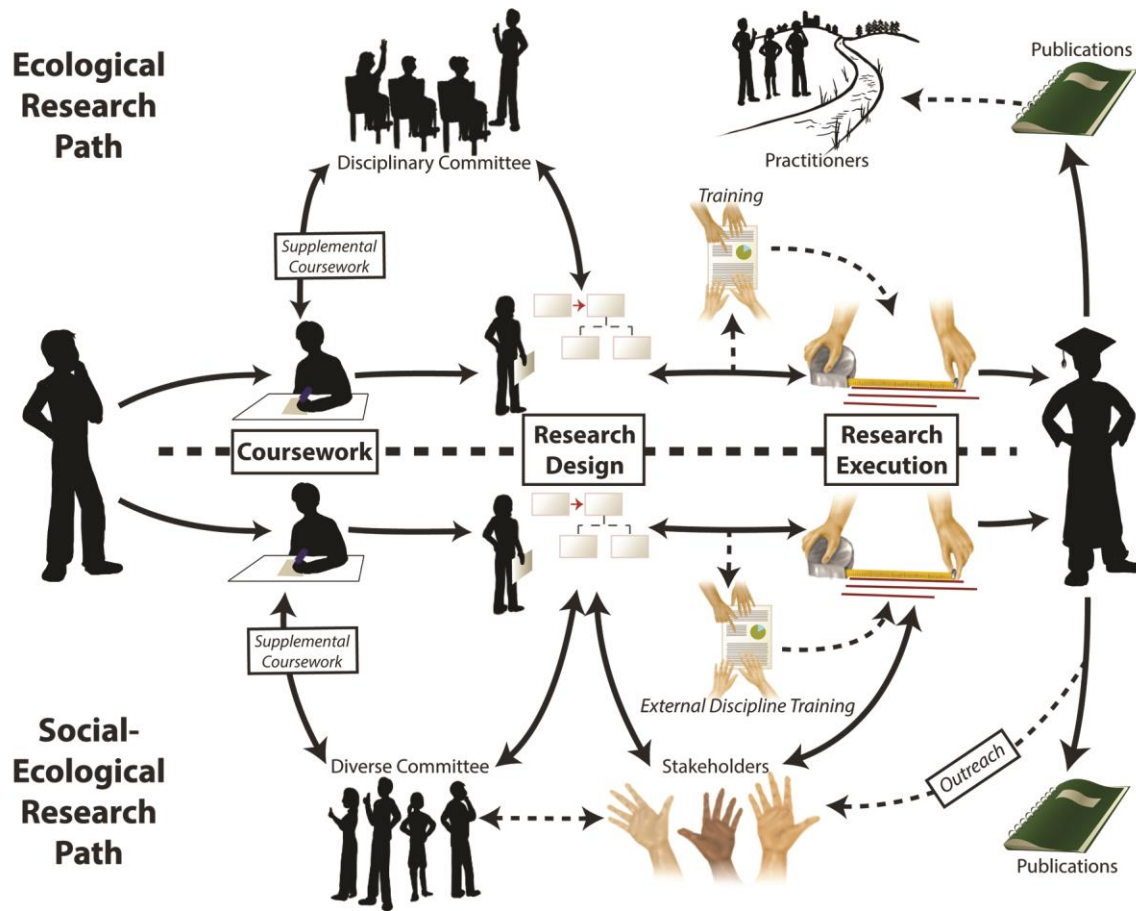 Ecological
Research
Path
Disciplinary Committee
Practitioners
Publications
Training
Supplemental
Coursework
Coursework
Research
Design
Research
Execution
Supplemental
Coursework
External Discipline Training
Social-
Ecological
Research
Path
Diverse Committee
Stakeholders
Outreach
Publications